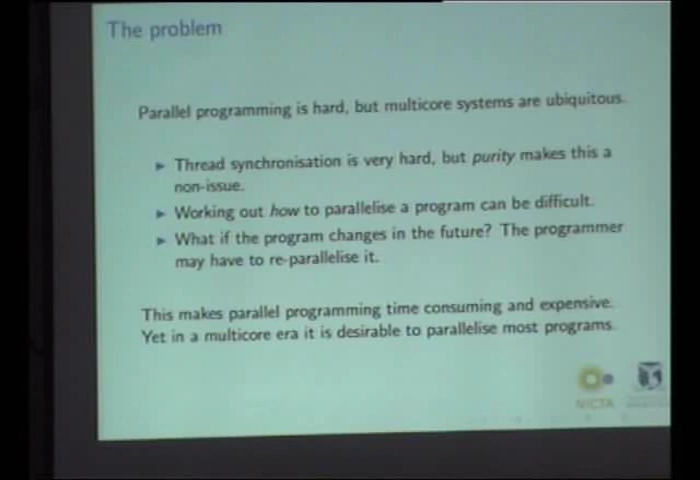 The problem
Parallel programming is hard, but multicore systems are ubiquitous.
▶ Thread synchronisation is very hard, but purity makes this a
non-issue.
▶ Working out how to parallelise a program can be difficult.
▶ What if the program changes in the future? The programmer
may have to re-parallelise it.
This makes parallel programming time consuming and expensive.
Yet in a multicore era it is desirable to parallelise most programs.
NICTA